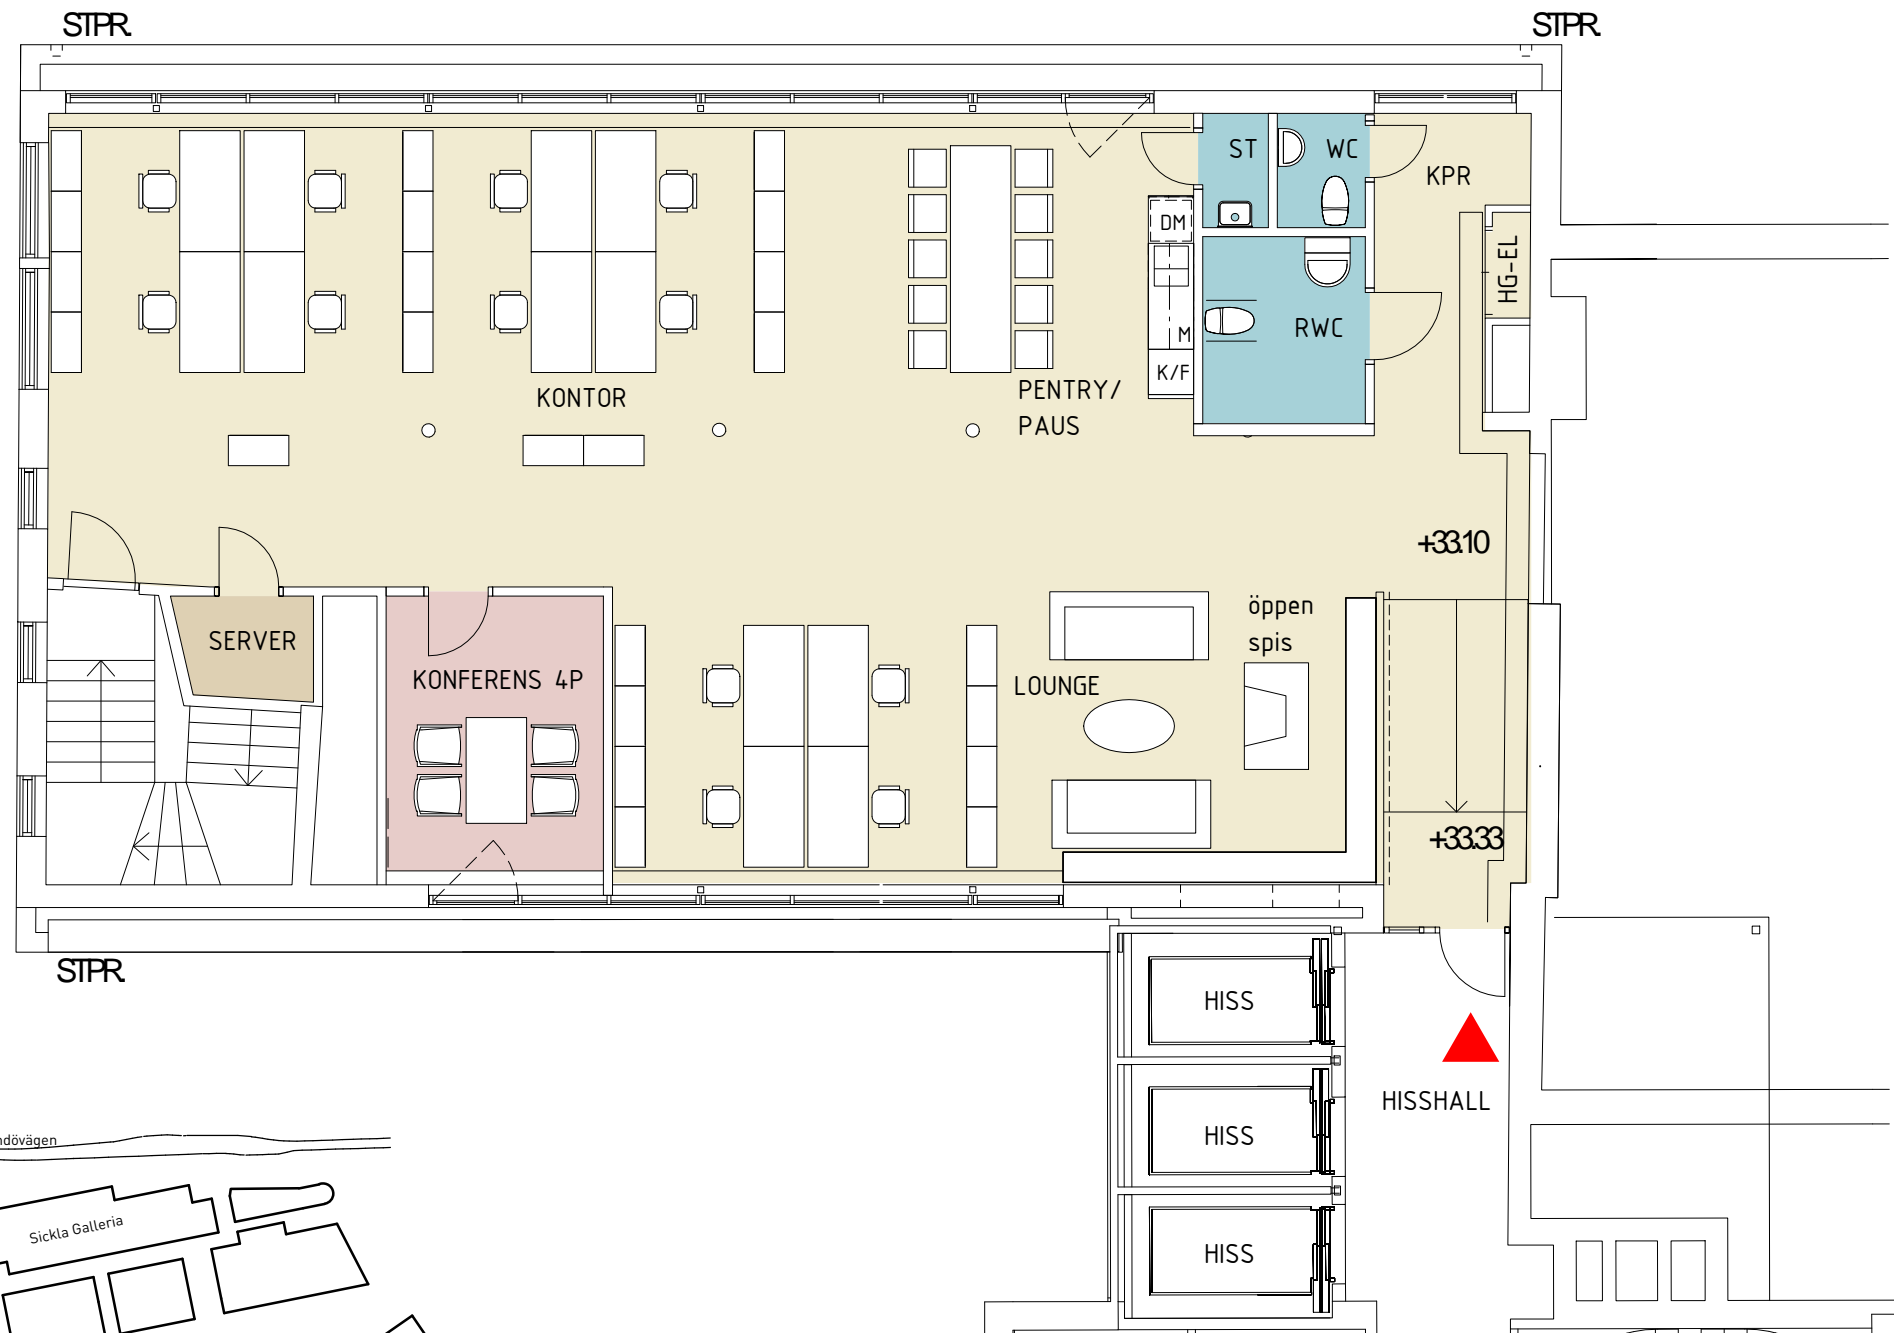 STPR.
STPR.
ST
WC
KPR
DM
HG-EL
RWC
M
K/F
KONTOR
PENTRY/
PAUS
+33.10
öppen
spis
SERVER
KONFERENS 4P
LOUNGE
+33.33
STPR.
HISS
HISSHALL
HISS
HISS
ndövägen
Sickla Galleria